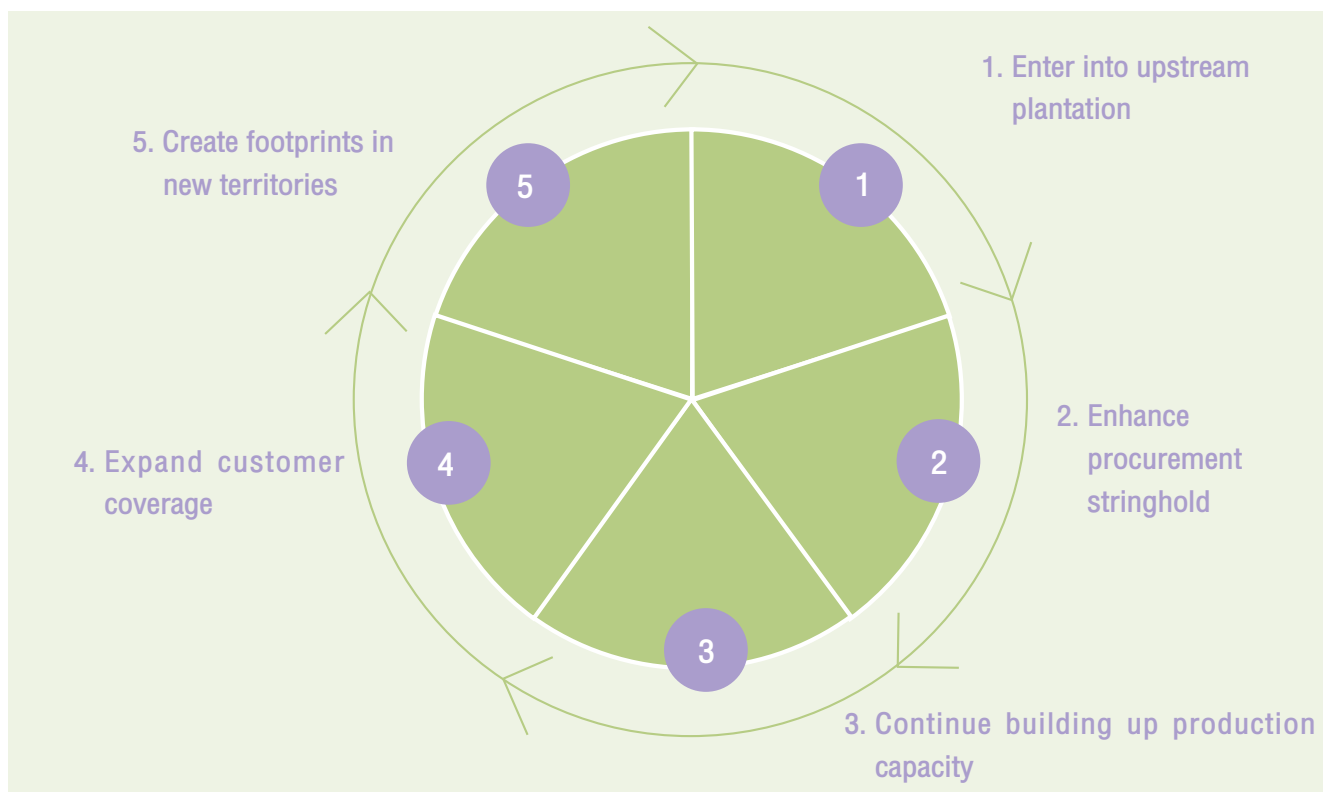 1. Enter into upstream
plantation
5. Create footprints in
new territories
5
1
2. Enhance
procurement
stringhold
4. Expand customer
coverage
4
2
3
3. Continue building up production
capacity